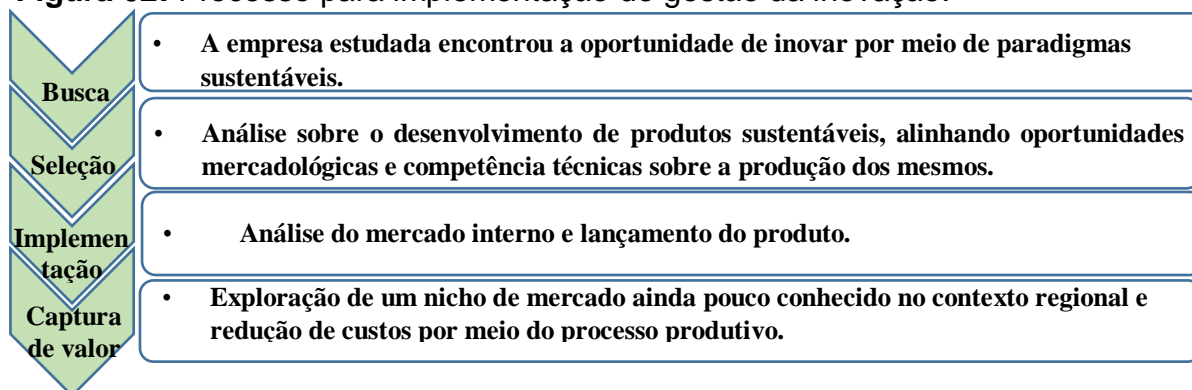 Figura 02: Processo para implementação de gestão da inovação.
Busca
• A empresa estudada encontrou a oportunidade de inovar por meio de paradigmas
sustentáveis.
Seleção
• Análise sobre o desenvolvimento de produtos sustentáveis, alinhando oportunidades
mercadológicas e competência técnicas sobre a produção dos mesmos.
Implemen
tação
• Análise do mercado interno e lançamento do produto.
Captura
de valor
• Exploração de um nicho de mercado ainda pouco conhecido no contexto regional e
redução de custos por meio do processo produtivo.